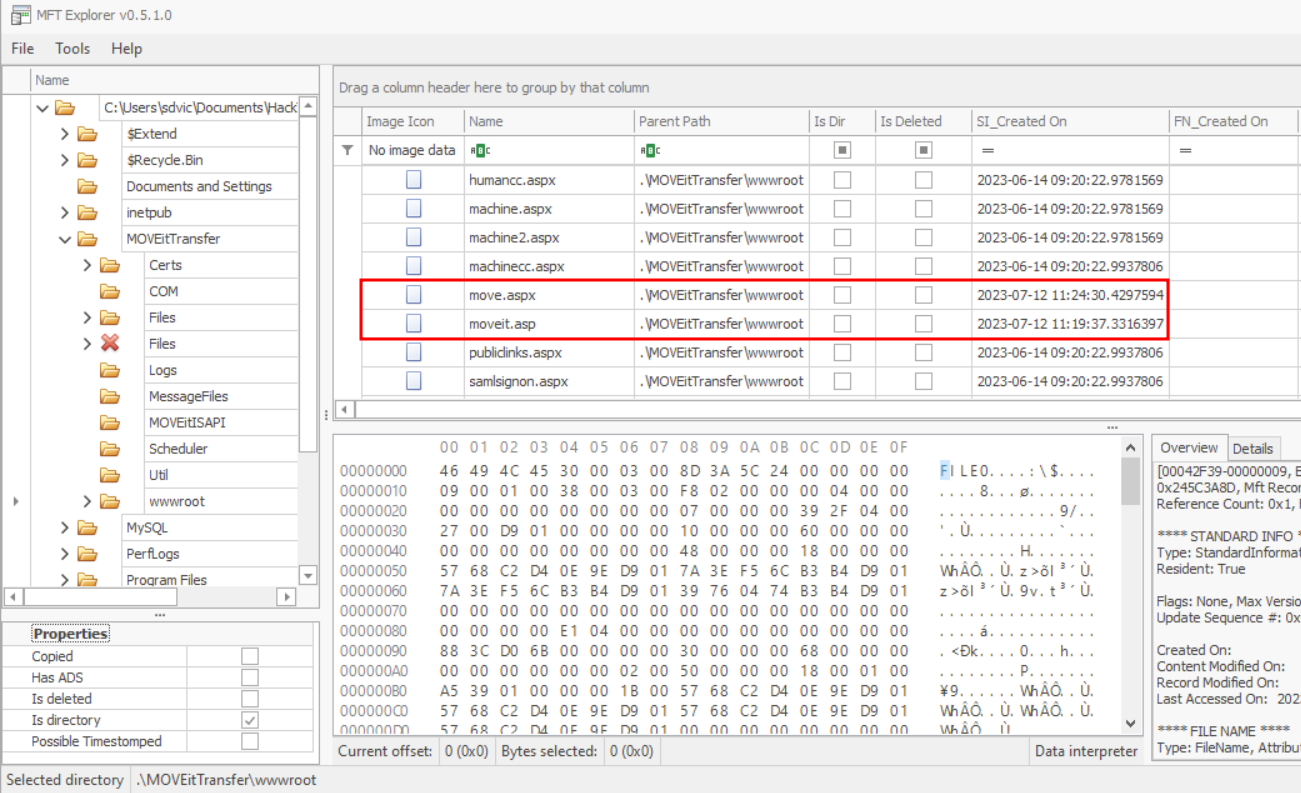 MFT Explorer v0.5.1.0
File Tools Help
Name
C:\Users\sdvic\Documents\Hack
$Extend
$Recycle.Bin
Documents and Settings
inetpub
MOVEitTransfer
Certs
COM
Files
Files
Logs
MessageFiles
MOVEitISAPI
Scheduler
Util
wwwroot
MySQL
PerfLogs
Program Files
Properties
Copied
Has ADS
Is deleted
Is directory
Possible Timestomped
Drag a column header here to group by that column
Image Icon Name Parent Path Is Dir Is Deleted SI_Created On FN_Created On
No image data ABC ABC = =
humancc.aspx .\MOVEitTransfer\wwwroot 2023-06-14 09:20:22.9781569
machine.aspx .\MOVEitTransfer\wwwroot 2023-06-14 09:20:22.9781569
machine2.aspx .\MOVEitTransfer\wwwroot 2023-06-14 09:20:22.9781569
machinecc.aspx .\MOVEitTransfer\wwwroot 2023-06-14 09:20:22.9937806
move.aspx .\MOVEitTransfer\wwwroot 2023-07-12 11:24:30.4297594
moveit.asp .\MOVEitTransfer\wwwroot 2023-07-12 11:19:37.3316397
publiclinks.aspx .\MOVEitTransfer\wwwroot 2023-06-14 09:20:22.9937806
samlsignon.aspx .\MOVEitTransfer\wwwroot 2023-06-14 09:20:22.9937806
00 01 02 03 04 05 06 07 08 09 0A 0B 0C 0D 0E 0F
00000000 46 49 4C 45 30 00 03 00 8D 3A 5C 24 00 00 00 00 FILE0....:\$....
00000010 09 00 01 00 38 00 03 00 F8 02 00 00 00 04 00 00 ....8...ø.......
00000020 00 00 00 00 00 00 00 00 07 00 00 00 39 2F 04 00 ............9/..
00000030 27 00 D9 01 00 00 00 00 10 00 00 00 60 00 00 00 '.Ù.........`...
00000040 00 00 00 00 00 00 00 00 48 00 00 00 18 00 00 00 ........H.......
00000050 57 68 C2 D4 0E 9E D9 01 7A 3E F5 6C B3 B4 D9 01 WhÂÔ..Ù.z>õl³´Ù.
00000060 7A 3E F5 6C B3 B4 D9 01 39 76 04 74 B3 B4 D9 01 z>õl³´Ù.9v.t³´Ù.
00000070 00 00 00 00 00 00 00 00 00 00 00 00 00 00 00 00 ................
00000080 00 00 00 00 E1 04 00 00 00 00 00 00 00 00 00 00 ....á...........
00000090 88 3C D0 6B 00 00 00 00 30 00 00 00 68 00 00 00 .<Ðk....0...h...
000000A0 00 00 00 00 00 00 02 00 50 00 00 00 18 00 01 00 ........P.......
000000B0 A5 39 01 00 00 00 1B 00 57 68 C2 D4 0E 9E D9 01 ¥9......WhÂÔ..Ù.
000000C0 57 68 C2 D4 0E 9E D9 01 57 68 C2 D4 0E 9E D9 01 WhÂÔ..Ù.WhÂÔ..Ù.
000000D0 57 68 C2 D4 0E 9E D9 01 00 00 00 00 00 00 00 00 WhÂÔ..Ù.........
Current offset: 0 (0x0) Bytes selected: 0 (0x0) Data interpreter
Overview Details
[00042F39-00000009, E
0x245C3A8D, Mft Recor
Reference Count: 0x1,
**** STANDARD INFO *
Type: StandardInformat
Resident: True
Flags: None, Max Versio
Update Sequence #: 0x
Created On:
Content Modified On:
Record Modified On:
Last Accessed On: 202
**** FILE NAME ****
Type: FileName, Attribut
Selected directory .\MOVEitTransfer\wwwroot